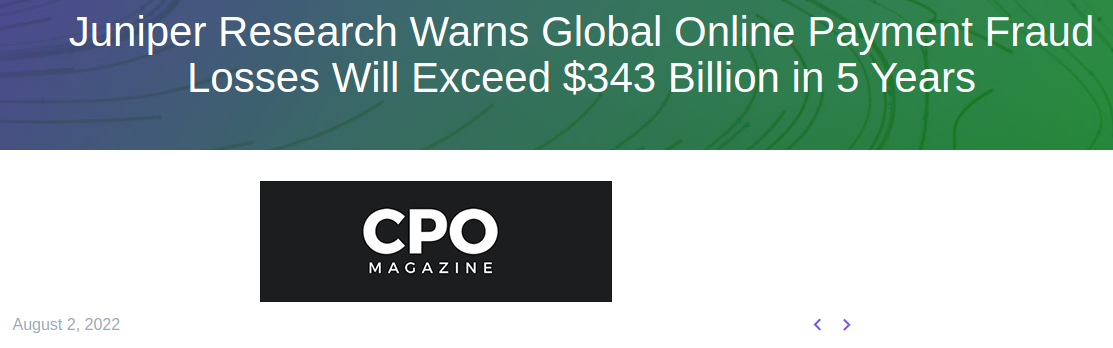 Juniper Research Warns Global Online Payment Fraud
Losses Will Exceed $343 Billion in 5 Years
CPO
MAGAZINE
August 2, 2022